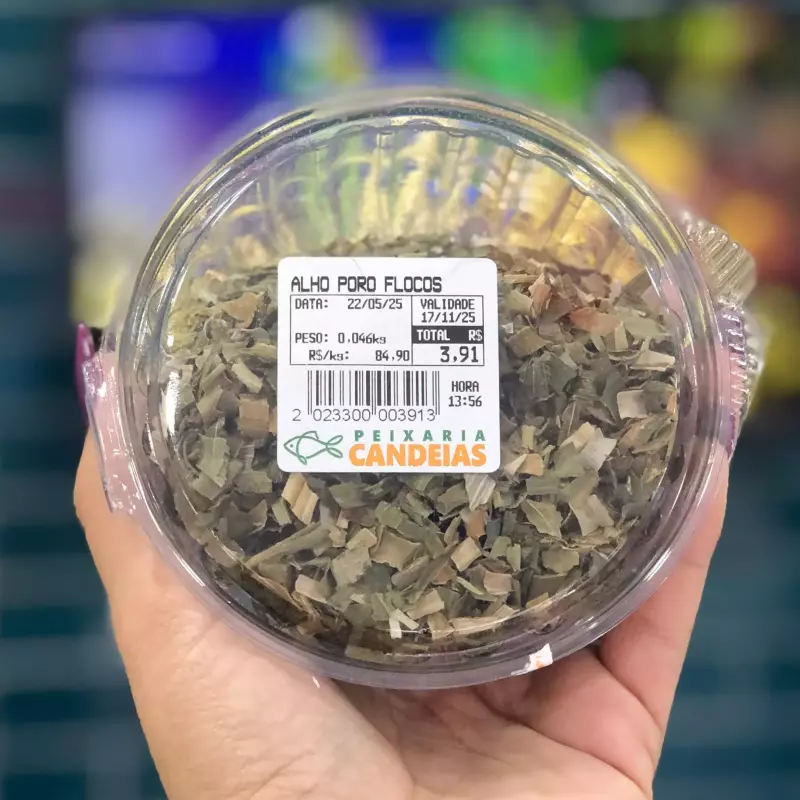 ALHO PORO FLOCOS
DATA: 22/05/25 VALIDADE
17/11/25
PESO: 0,046kg TOTAL R$
R$/kg: 84,90 3,91
HORA
13:56
2 023300 003913
PEIXARIA
CANDEIAS